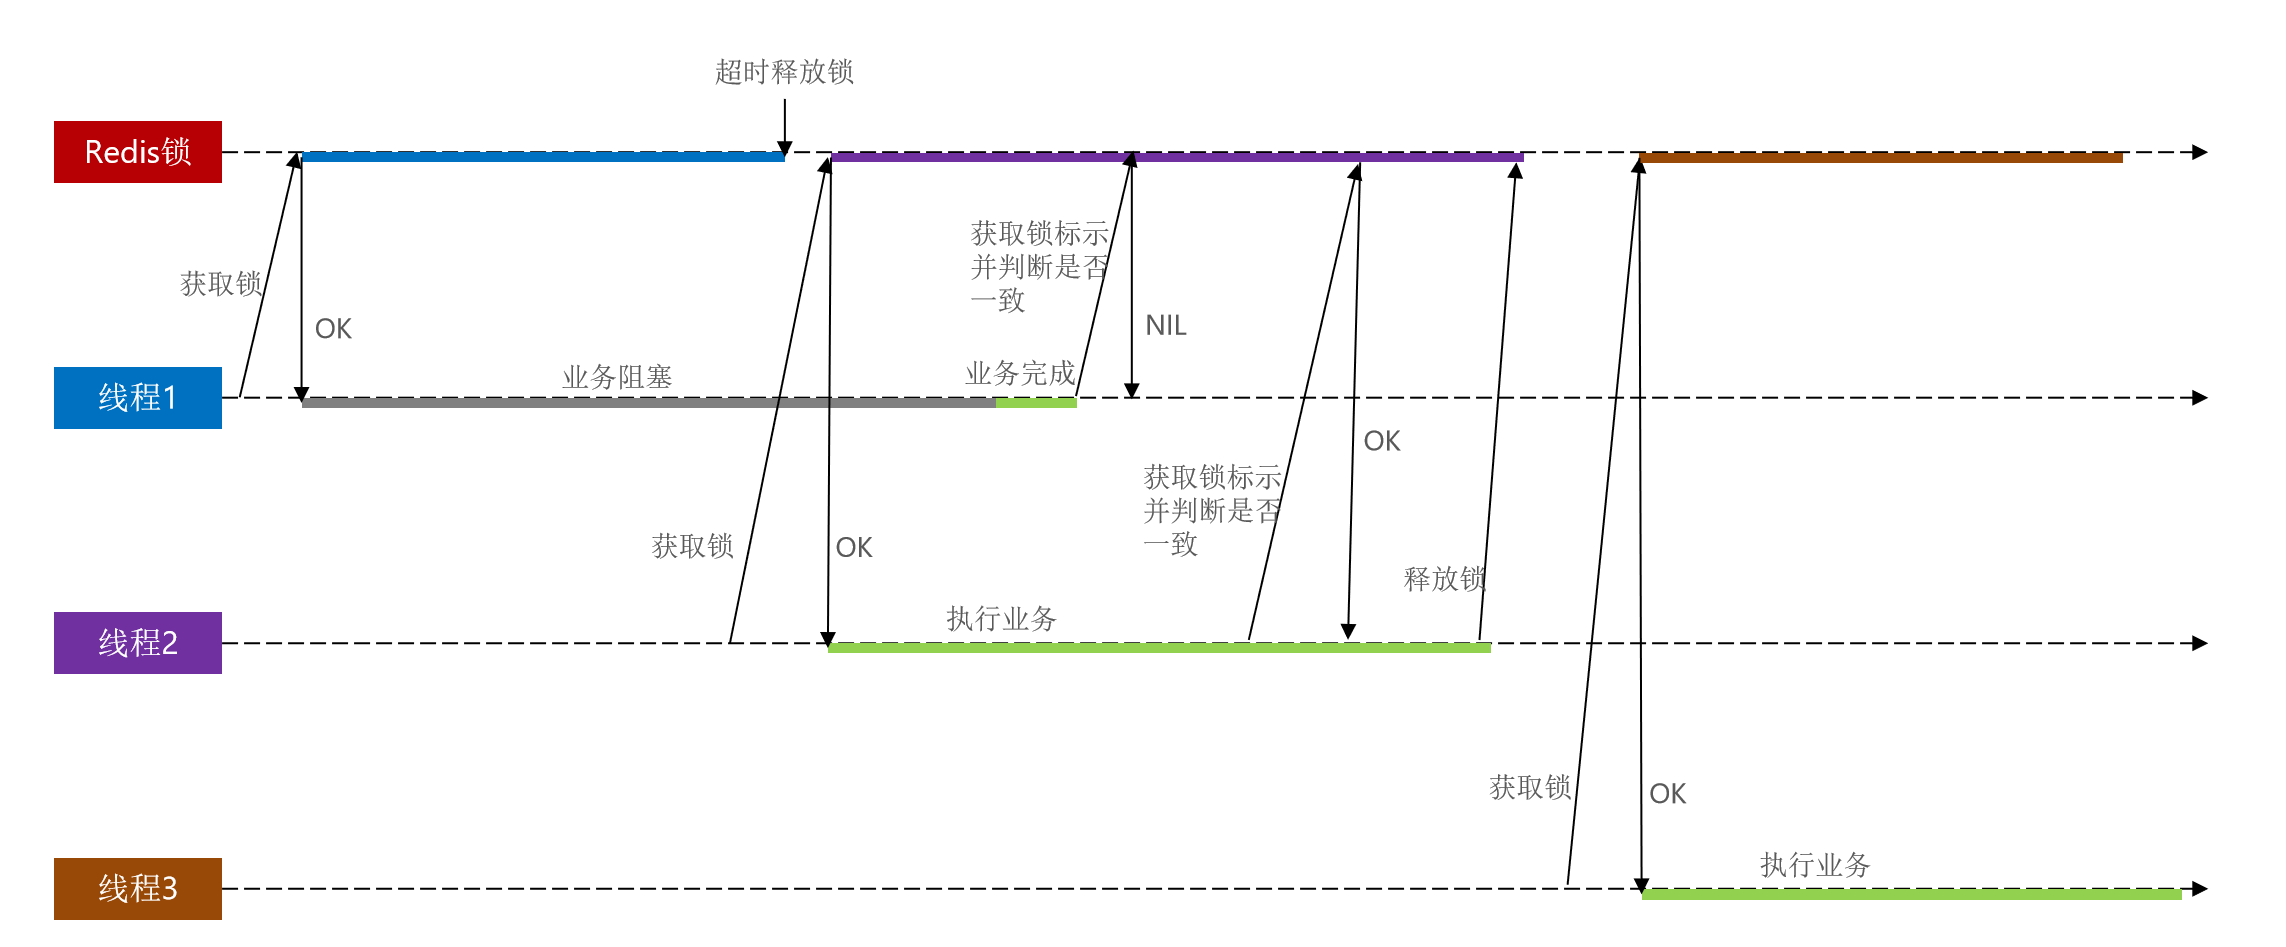 超时释放锁
Redis锁
获取锁标示
并判断是否
一致
获取锁
OK
NIL
业务阻塞
业务完成
线程1
OK
获取锁标示
并判断是否
一致
获取锁
OK
释放锁
执行业务
线程2
获取锁
OK
执行业务
线程3